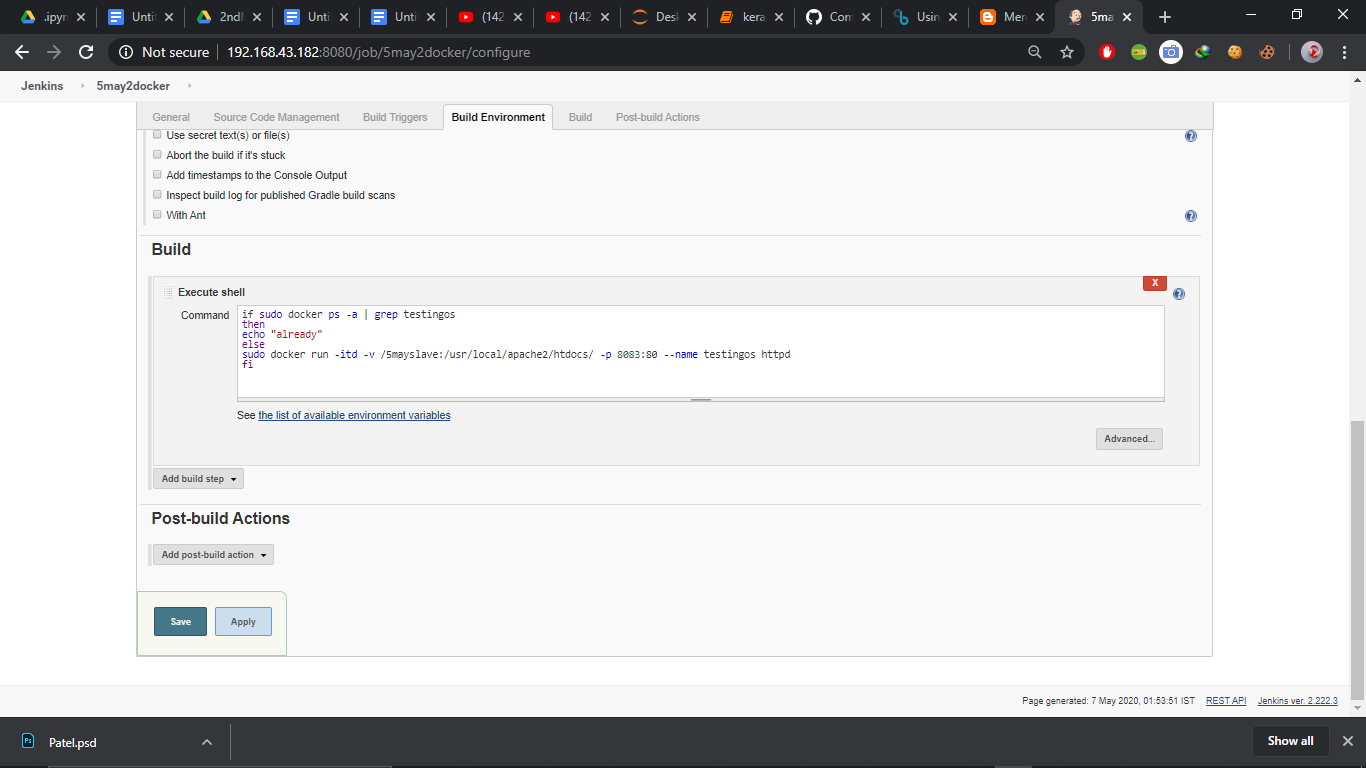 .ipyn
Untit
2ndl
Unti
Unti
(142
(142
Desk
kera
Com
Usin
Mer
5ma
Not secure
192.168.43.182:8080/job/5may2docker/configure
Jenkins
5may2docker
General
Source Code Management
Build Triggers
Build Environment
Build
Post-build Actions
Use secret text(s) or file(s)
Abort the build if it's stuck
Add timestamps to the Console Output
Inspect build log for published Gradle build scans
With Ant
Build
X
Execute shell
Command
if sudo docker ps -a | grep testingos
then
echo "already"
else
sudo docker run -itd -v /5mayslave:/usr/local/apache2/htdocs/ -p 8083:80 --name testingos httpd
fi
See the list of available environment variables
Advanced...
Add build step
Post-build Actions
Add post-build action
Save
Apply
Page generated: 7 May 2020, 01:53:51 IST
REST API
Jenkins ver. 2.222.3
Ps
Patel.psd
Show all